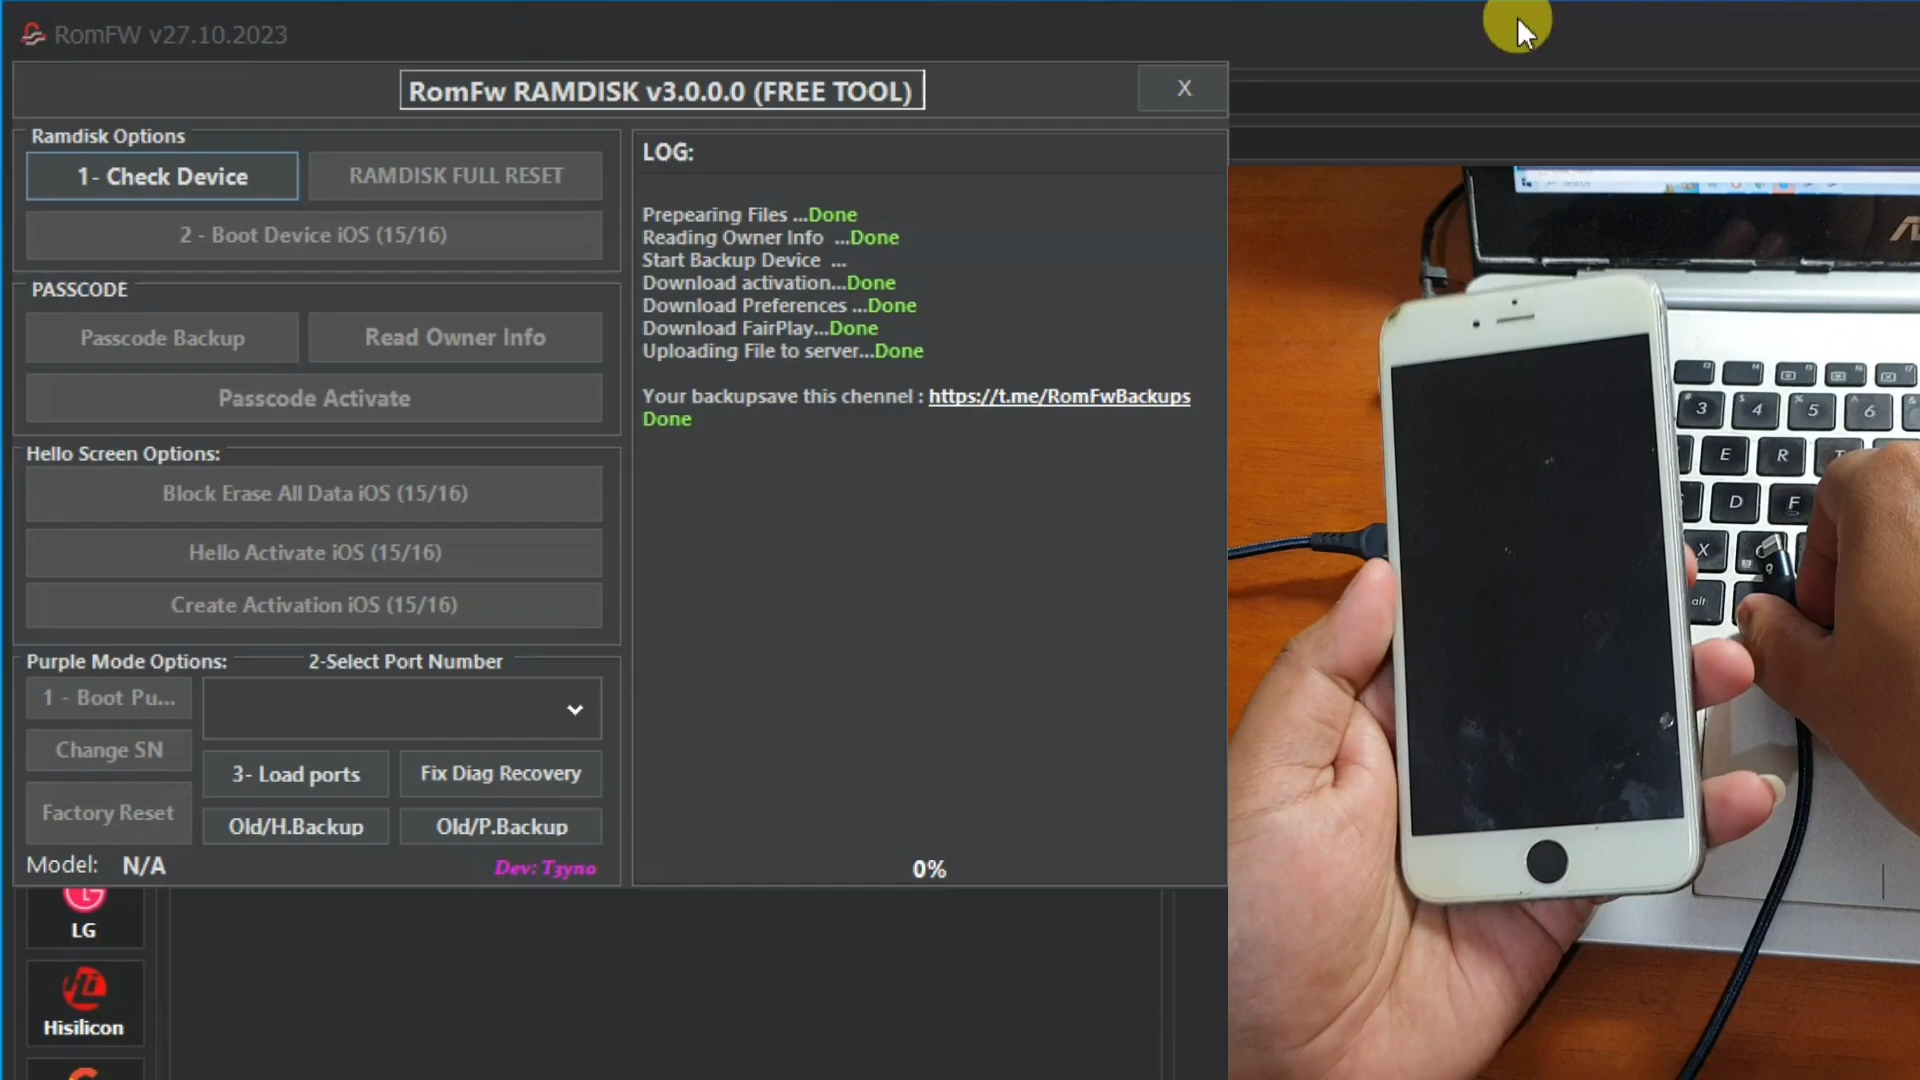 RomFW v27.10.2023
RomFw RAMDISK v3.0.0.0 (FREE TOOL)
X
Ramdisk Options
1- Check Device
RAMDISK FULL RESET
2 - Boot Device iOS (15/16)
PASSCODE
Passcode Backup
Read Owner Info
Passcode Activate
Hello Screen Options:
Block Erase All Data iOS (15/16)
Hello Activate iOS (15/16)
Create Activation iOS (15/16)
Purple Mode Options:
2-Select Port Number
1 - Boot Pu...
Change SN
3- Load ports
Fix Diag Recovery
Factory Reset
Old/H.Backup
Old/P.Backup
Model: N/A
Dev: T3yno
LG
Hisilicon
LOG:
Prepearing Files ...Done
Reading Owner Info ...Done
Start Backup Device ...
Download activation...Done
Download Preferences ...Done
Download FairPlay...Done
Uploading File to server...Done
Your backupsave this channel : https://t.me/RomFwBackups
Done
0%
# 3 $ 4 % 5 ^ 6
E R
D F
X
alt